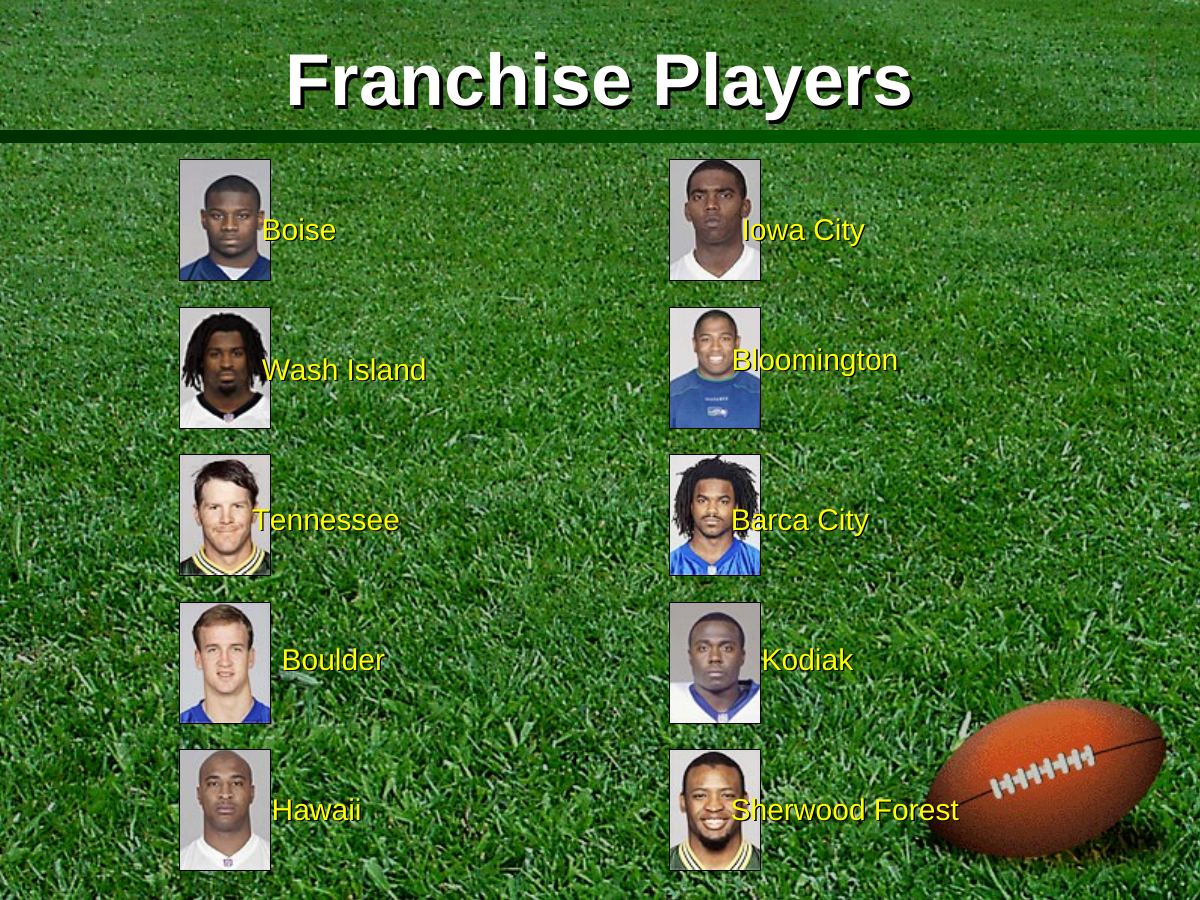 Franchise Players
Boise
Iowa City
Wash Island
Bloomington
Tennessee
Barca City
Boulder
Kodiak
Hawaii
Sherwood Forest